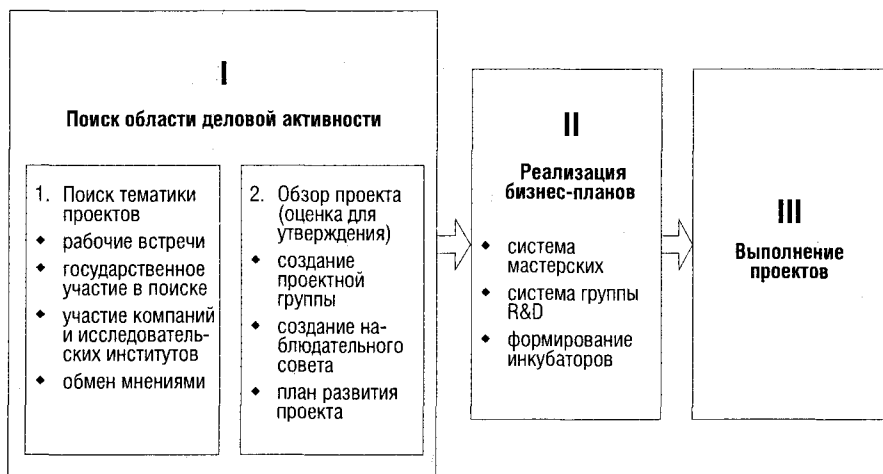 I
Поиск области деловой активности
1. Поиск тематики
проектов
◆ рабочие встречи
◆ государственное
участие в поиске
◆ участие компаний
и исследователь-
ских институтов
◆ обмен мнениями
2. Обзор проекта
(оценка для
утверждения)
◆ создание
проектной
группы
◆ создание на-
блюдательного
совета
◆ план развития
проекта
II
Реализация
бизнес-планов
◆ система
мастерских
◆ система группы
R&D
◆ формирование
инкубаторов
III
Выполнение
проектов